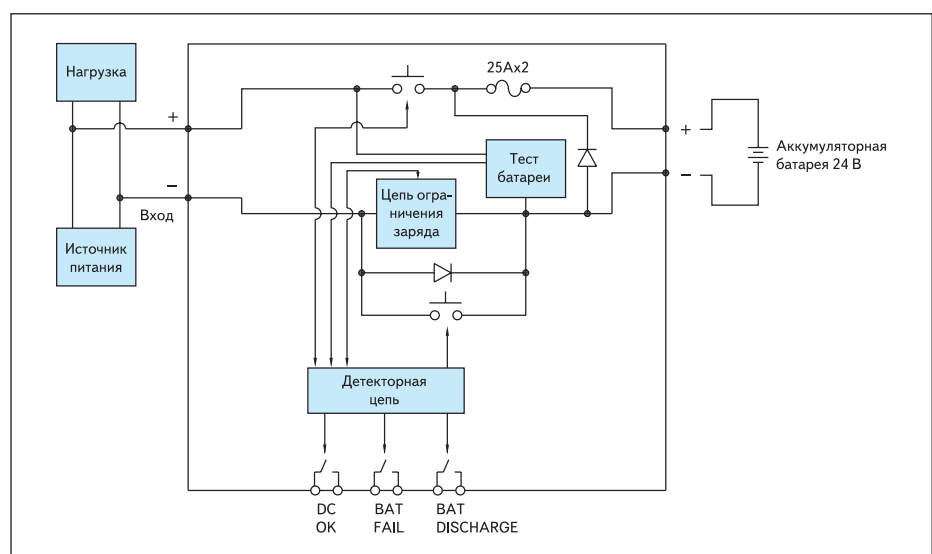 Нагрузка
25Ax2
+
+
Тест
батареи
Аккумуляторная
батарея 24 В
−
−
Цепь огра-
ничения
заряда
Вход
Источник
питания
Детекторная
цепь
DC
OK
BAT
FAIL
BAT
DISCHARGE